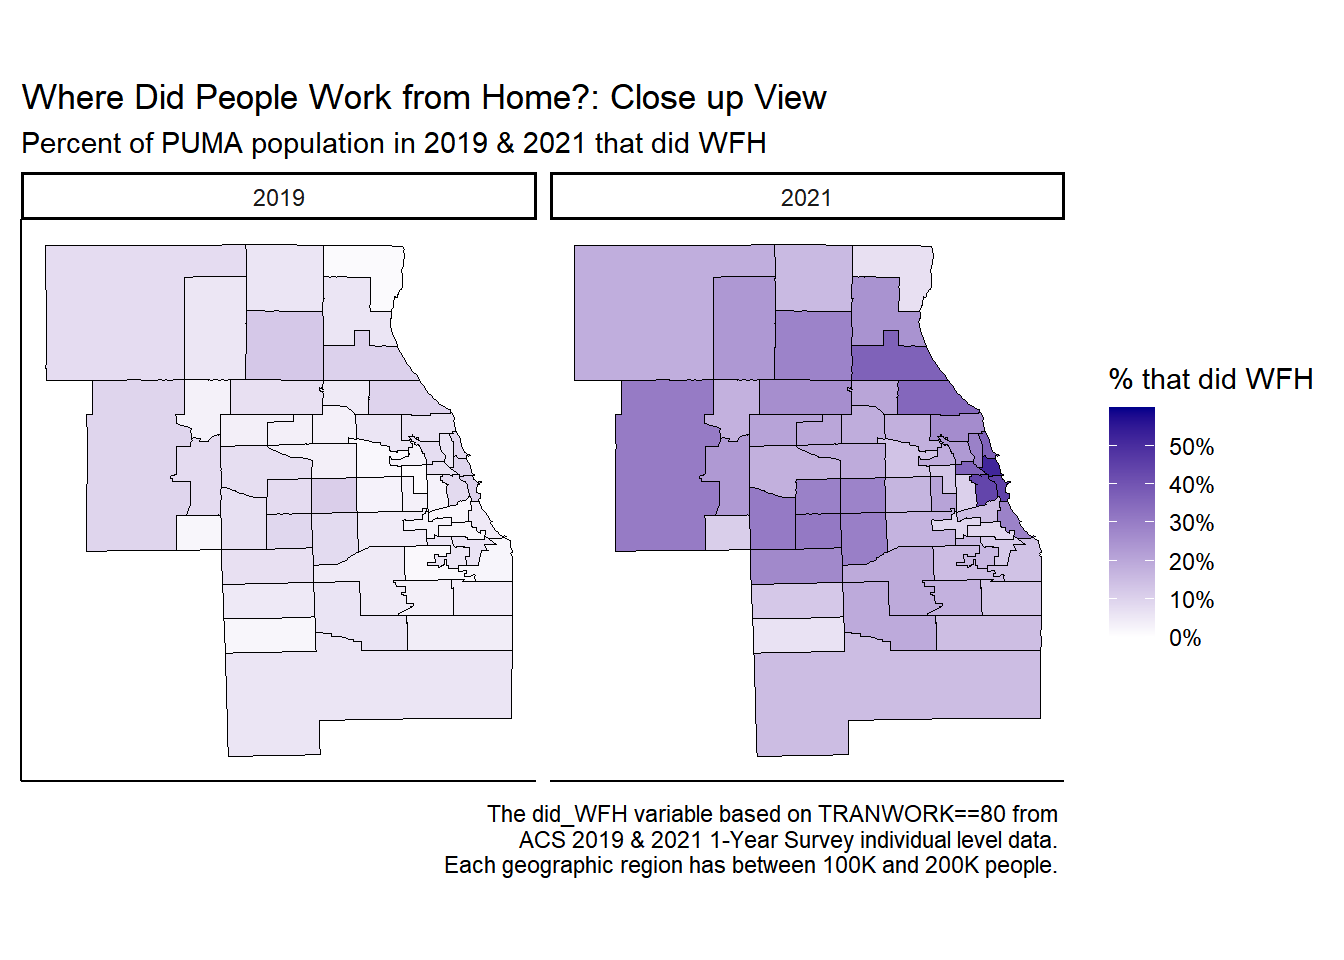 Where Did People Work from Home?: Close up View
Percent of PUMA population in 2019 & 2021 that did WFH
2019
2021
% that did WFH
50%
40%
30%
20%
10%
0%
The did_WFH variable based on TRANWORK==80 from
ACS 2019 & 2021 1-Year Survey individual level data.
Each geographic region has between 100K and 200K people.